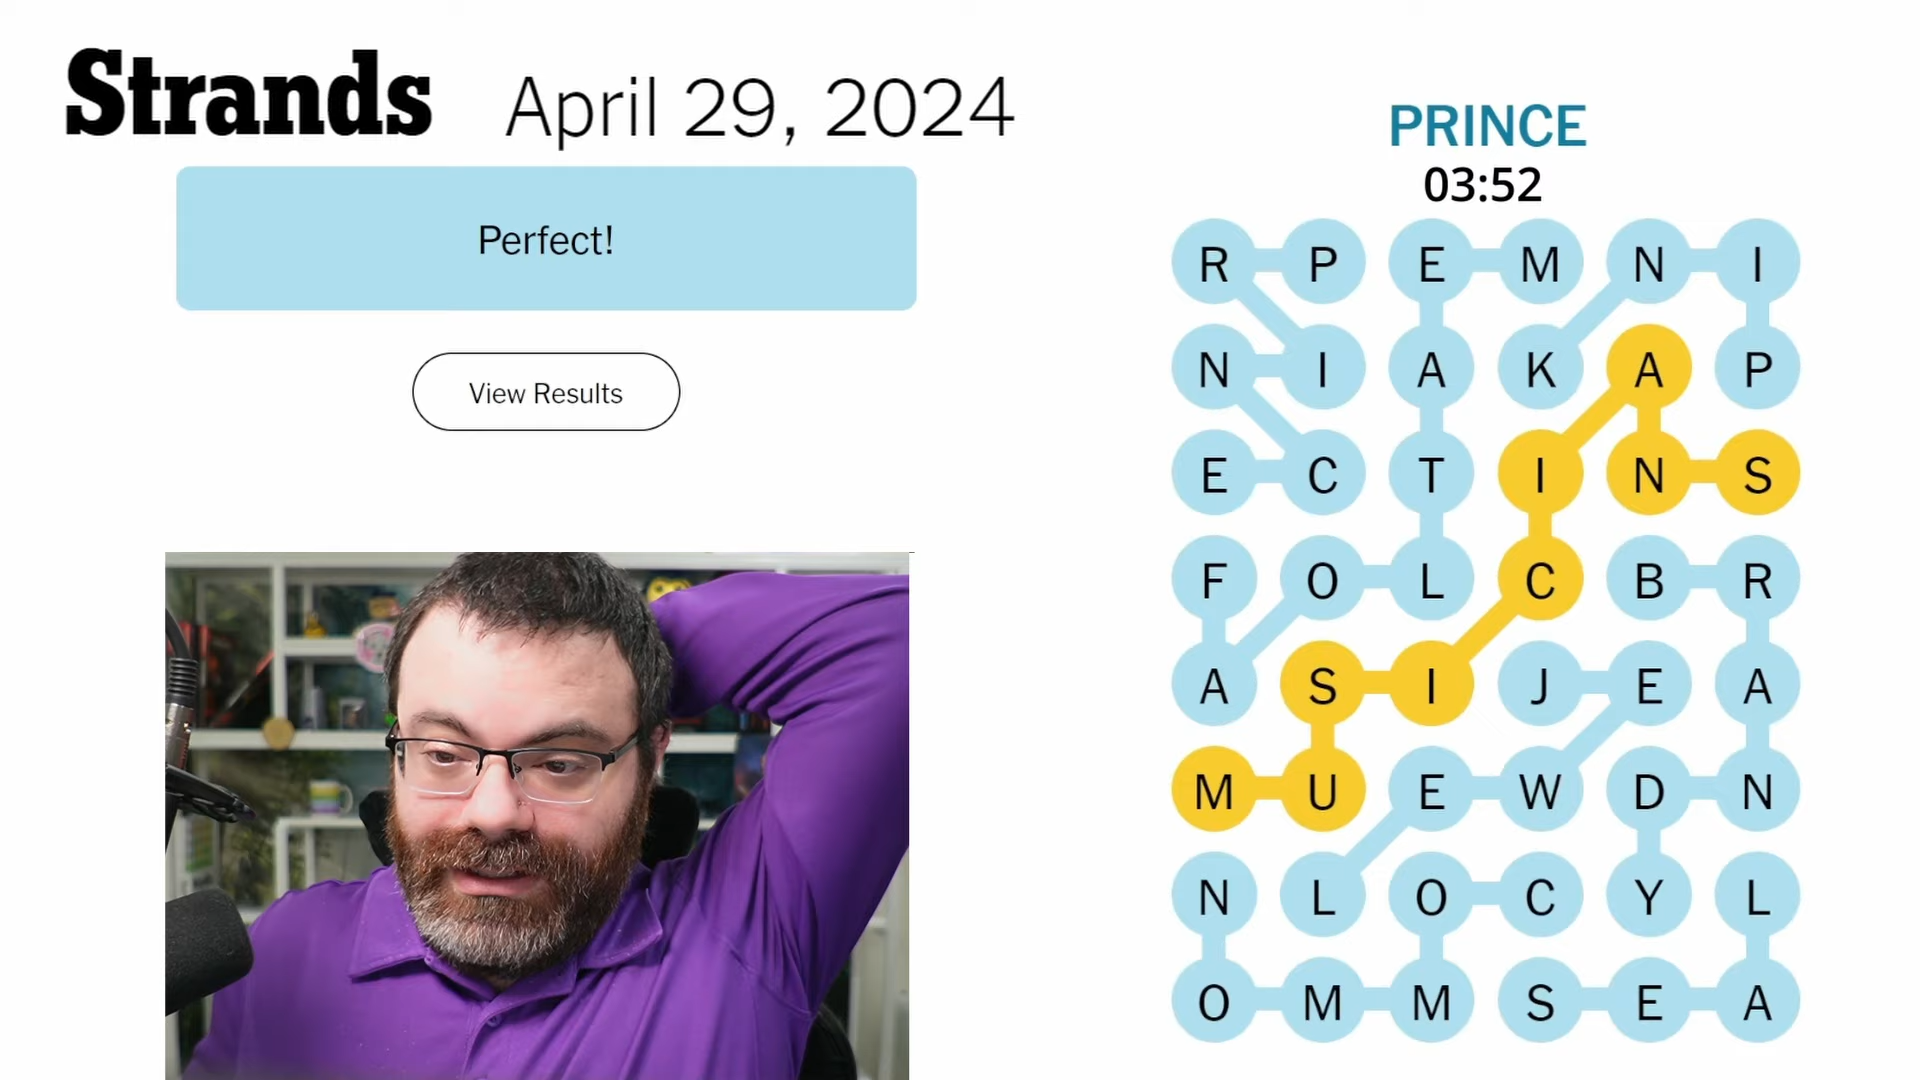 Strands April 29, 2024
Perfect!
View Results
PRINCE
03:52
R P E M N I
N I A K A P
E C T I N S
F O L C B R
A S I J E A
M U E W D N
N L O C Y L
O M M S E A